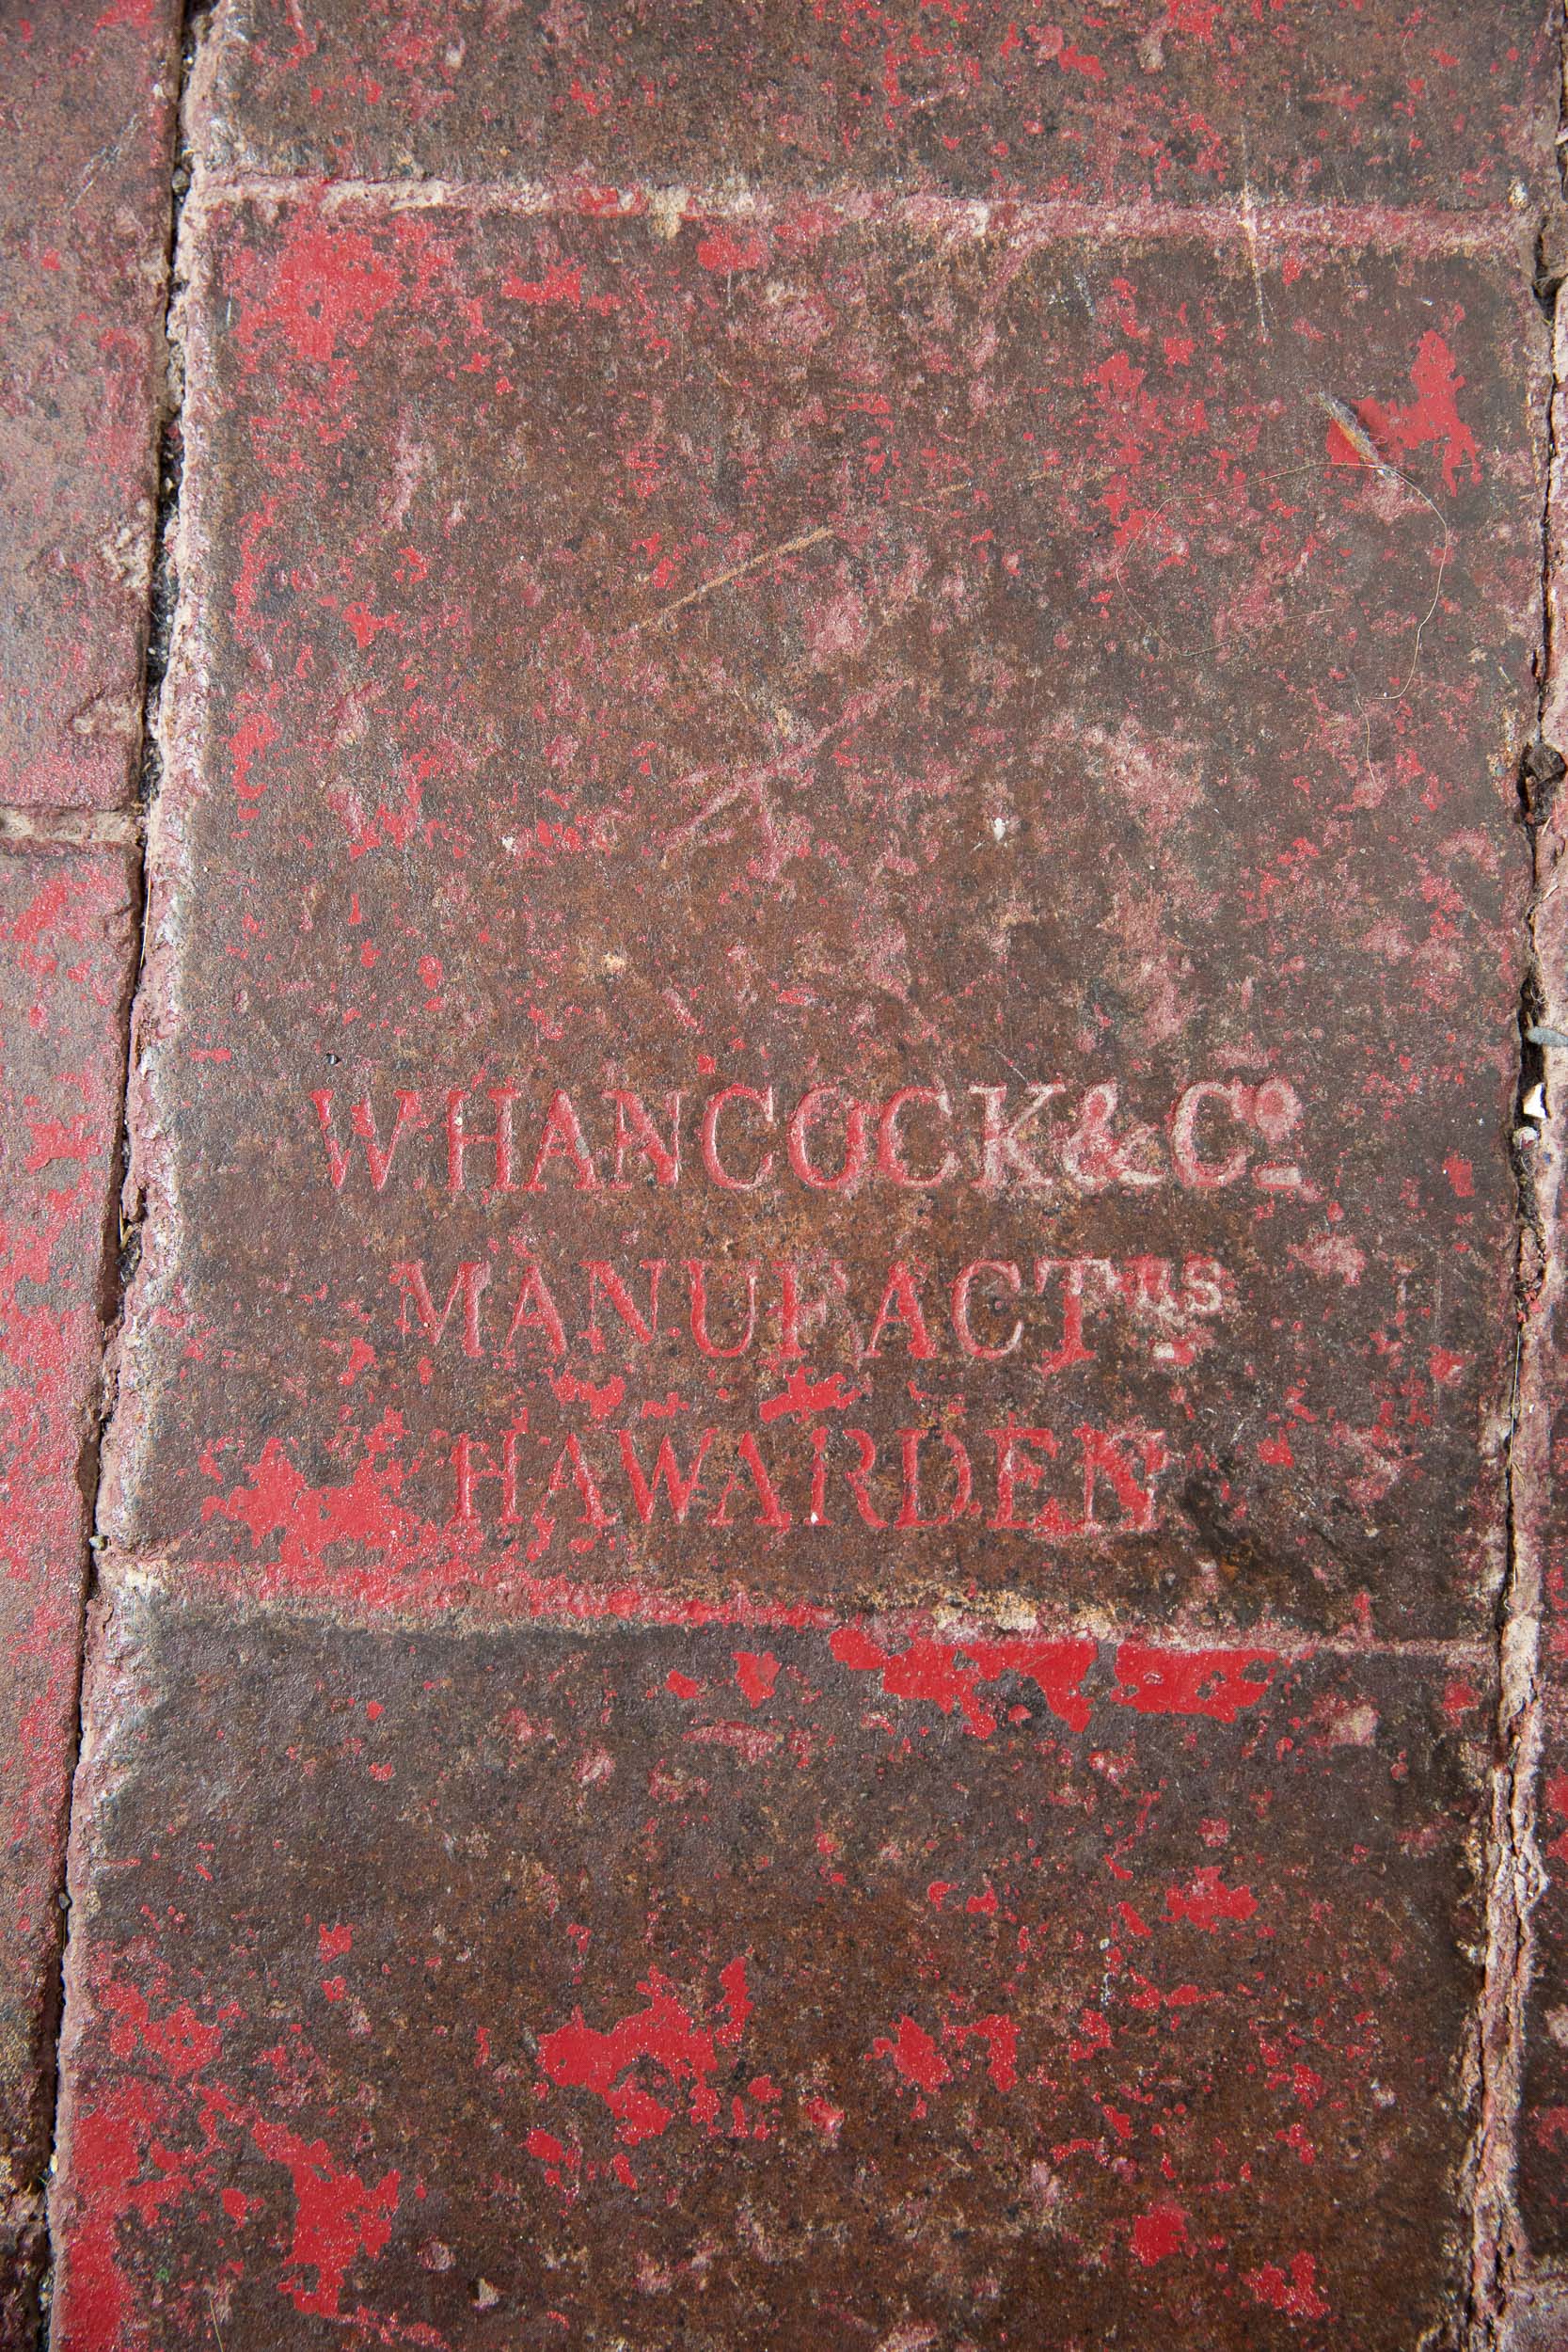 W. HANCOCK & Cº
MANUFACTRS
HAWARDEN